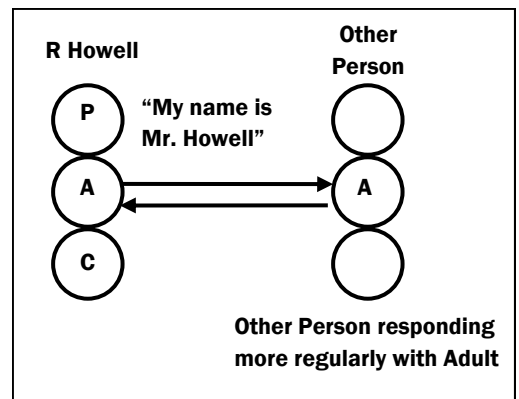 R Howell
Other
Person
P
“My name is
Mr. Howell”
A
A
C
Other Person responding
more regularly with Adult